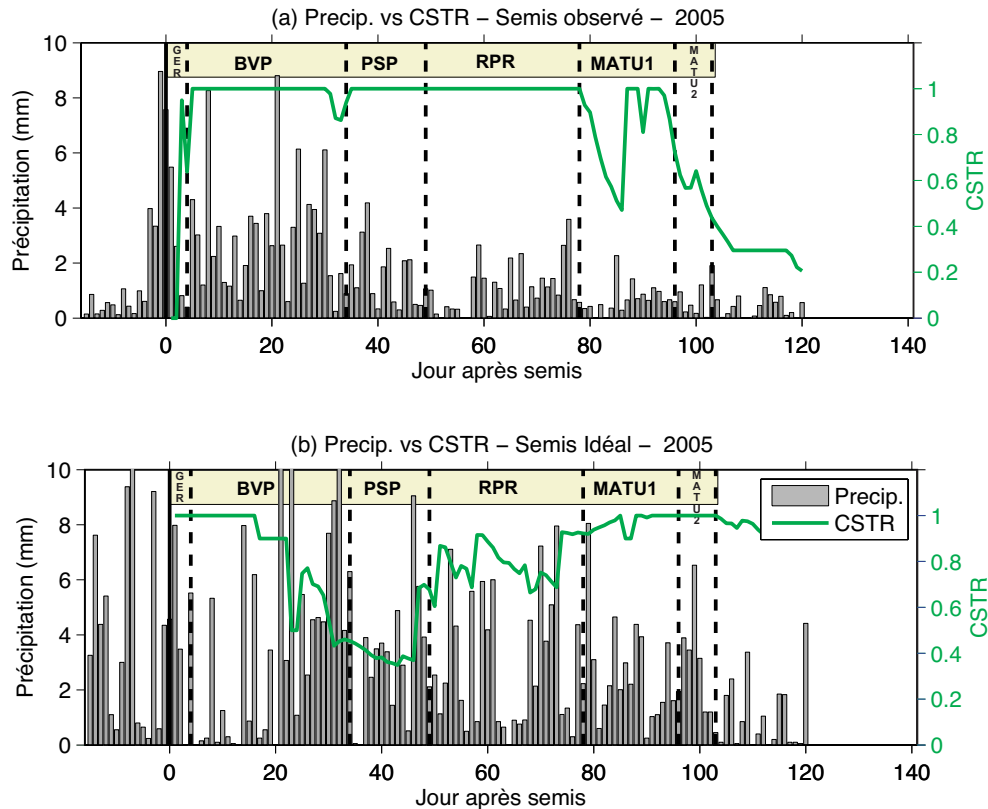 (a) Precip. vs CSTR – Semis observé – 2005
10
8
6
4
2
0
Précipitation (mm)
GER
BVP
PSP
RPR
MATU1
MATU2
1
0.8
0.6
0.4
0.2
0
CSTR
0 20 40 60 80 100 120 140
Jour après semis
(b) Precip. vs CSTR – Semis Idéal – 2005
10
8
6
4
2
0
Précipitation (mm)
GER
BVP
PSP
RPR
MATU1
MATU2
Precip.
CSTR
1
0.8
0.6
0.4
0.2
0
CSTR
0 20 40 60 80 100 120 140
Jour après semis